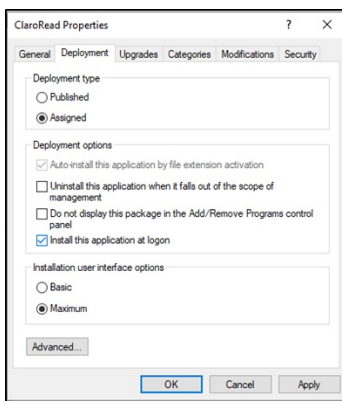 ClaroRead Properties
?
General Deployment Upgrades Categories Modifications Security
Deployment type
Published
Assigned
Deployment options
Auto-install this application by file extension activation
Uninstall this application when it falls out of the scope of
management
Do not display this package in the Add/Remove Programs control
panel
Install this application at logon
Installation user interface options
Basic
Maximum
Advanced...
OK Cancel Apply